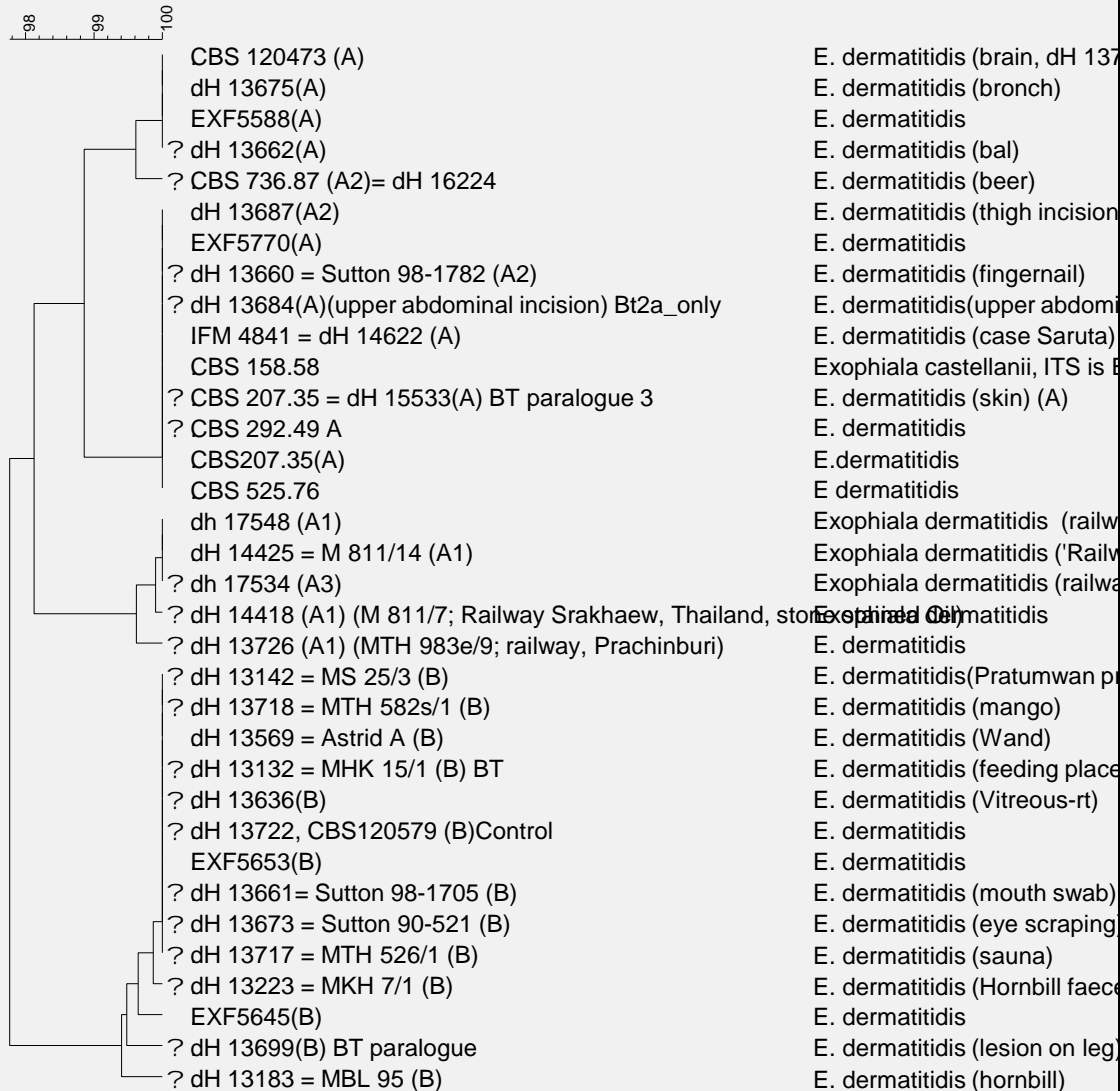 98 99 100
CBS 120473 (A) E. dermatitidis (brain, dH 137
dH 13675(A) E. dermatitidis (bronch)
EXF5588(A) E. dermatitidis
? dH 13662(A) E. dermatitidis (bal)
? CBS 736.87 (A2)= dH 16224 E. dermatitidis (beer)
dH 13687(A2) E. dermatitidis (thigh incision
EXF5770(A) E. dermatitidis
? dH 13660 = Sutton 98-1782 (A2) E. dermatitidis (fingernail)
? dH 13684(A)(upper abdominal incision) Bt2a_only E. dermatitidis(upper abdomi
IFM 4841 = dH 14622 (A) E. dermatitidis (case Saruta)
CBS 158.58 Exophiala castellanii, ITS is E
? CBS 207.35 = dH 15533(A) BT paralogue 3 E. dermatitidis (skin) (A)
? CBS 292.49 A E. dermatitidis
CBS207.35(A) E.dermatitidis
CBS 525.76 E dermatitidis
dh 17548 (A1) Exophiala dermatitidis (railw
dH 14425 = M 811/14 (A1) Exophiala dermatitidis ('Railw
? dh 17534 (A3) Exophiala dermatitidis (railwa
? dH 14418 (A1) (M 811/7; Railway Srakhaew, Thailand, Exophiala dermatitidis
? dH 13726 (A1) (MTH 983e/9; railway, Prachinburi) E. dermatitidis
? dH 13142 = MS 25/3 (B) E. dermatitidis(Pratumwan pr
? dH 13718 = MTH 582s/1 (B) E. dermatitidis (mango)
dH 13569 = Astrid A (B) E. dermatitidis (Wand)
? dH 13132 = MHK 15/1 (B) BT E. dermatitidis (feeding place
? dH 13636(B) E. dermatitidis (Vitreous-rt)
? dH 13722, CBS120579 (B)Control E. dermatitidis
EXF5653(B) E. dermatitidis
? dH 13661= Sutton 98-1705 (B) E. dermatitidis (mouth swab)
? dH 13673 = Sutton 90-521 (B) E. dermatitidis (eye scraping)
? dH 13717 = MTH 526/1 (B) E. dermatitidis (sauna)
? dH 13223 = MKH 7/1 (B) E. dermatitidis (Hornbill faece
EXF5645(B) E. dermatitidis
? dH 13699(B) BT paralogue E. dermatitidis (lesion on leg)
? dH 13183 = MBL 95 (B) E. dermatitidis (hornbill)